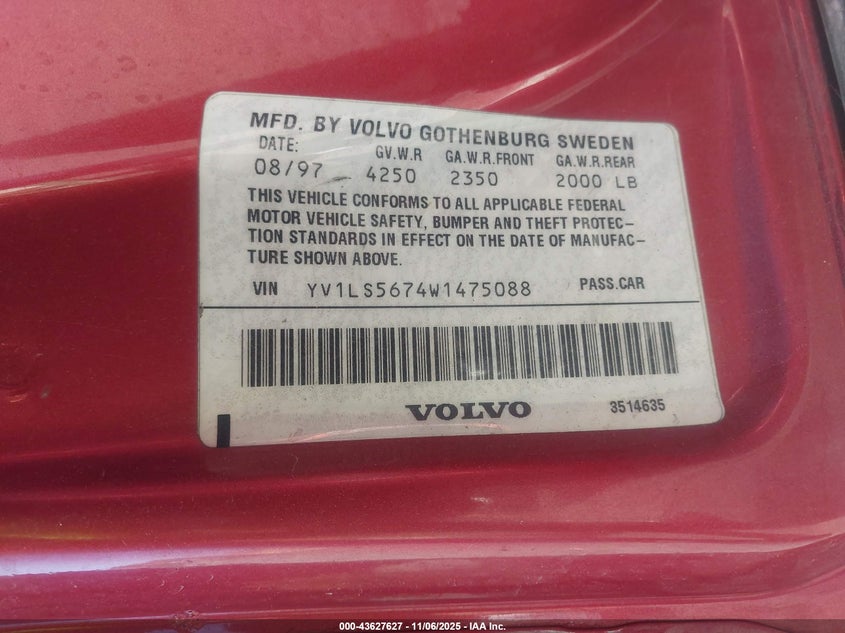 MFD. BY VOLVO GOTHENBURG SWEDEN
DATE: GV.W.R GA.W.R.FRONT GA.W.R.REAR
08/97 4250 2350 2000 LB
THIS VEHICLE CONFORMS TO ALL APPLICABLE FEDERAL
MOTOR VEHICLE SAFETY, BUMPER AND THEFT PROTEC–
TION STANDARDS IN EFFECT ON THE DATE OF MANUFAC–
TURE SHOWN ABOVE.
VIN YV1LS5674W1475088 PASS.CAR
VOLVO 3514635
000-43627627 - 11/06/2025 - IAA Inc.